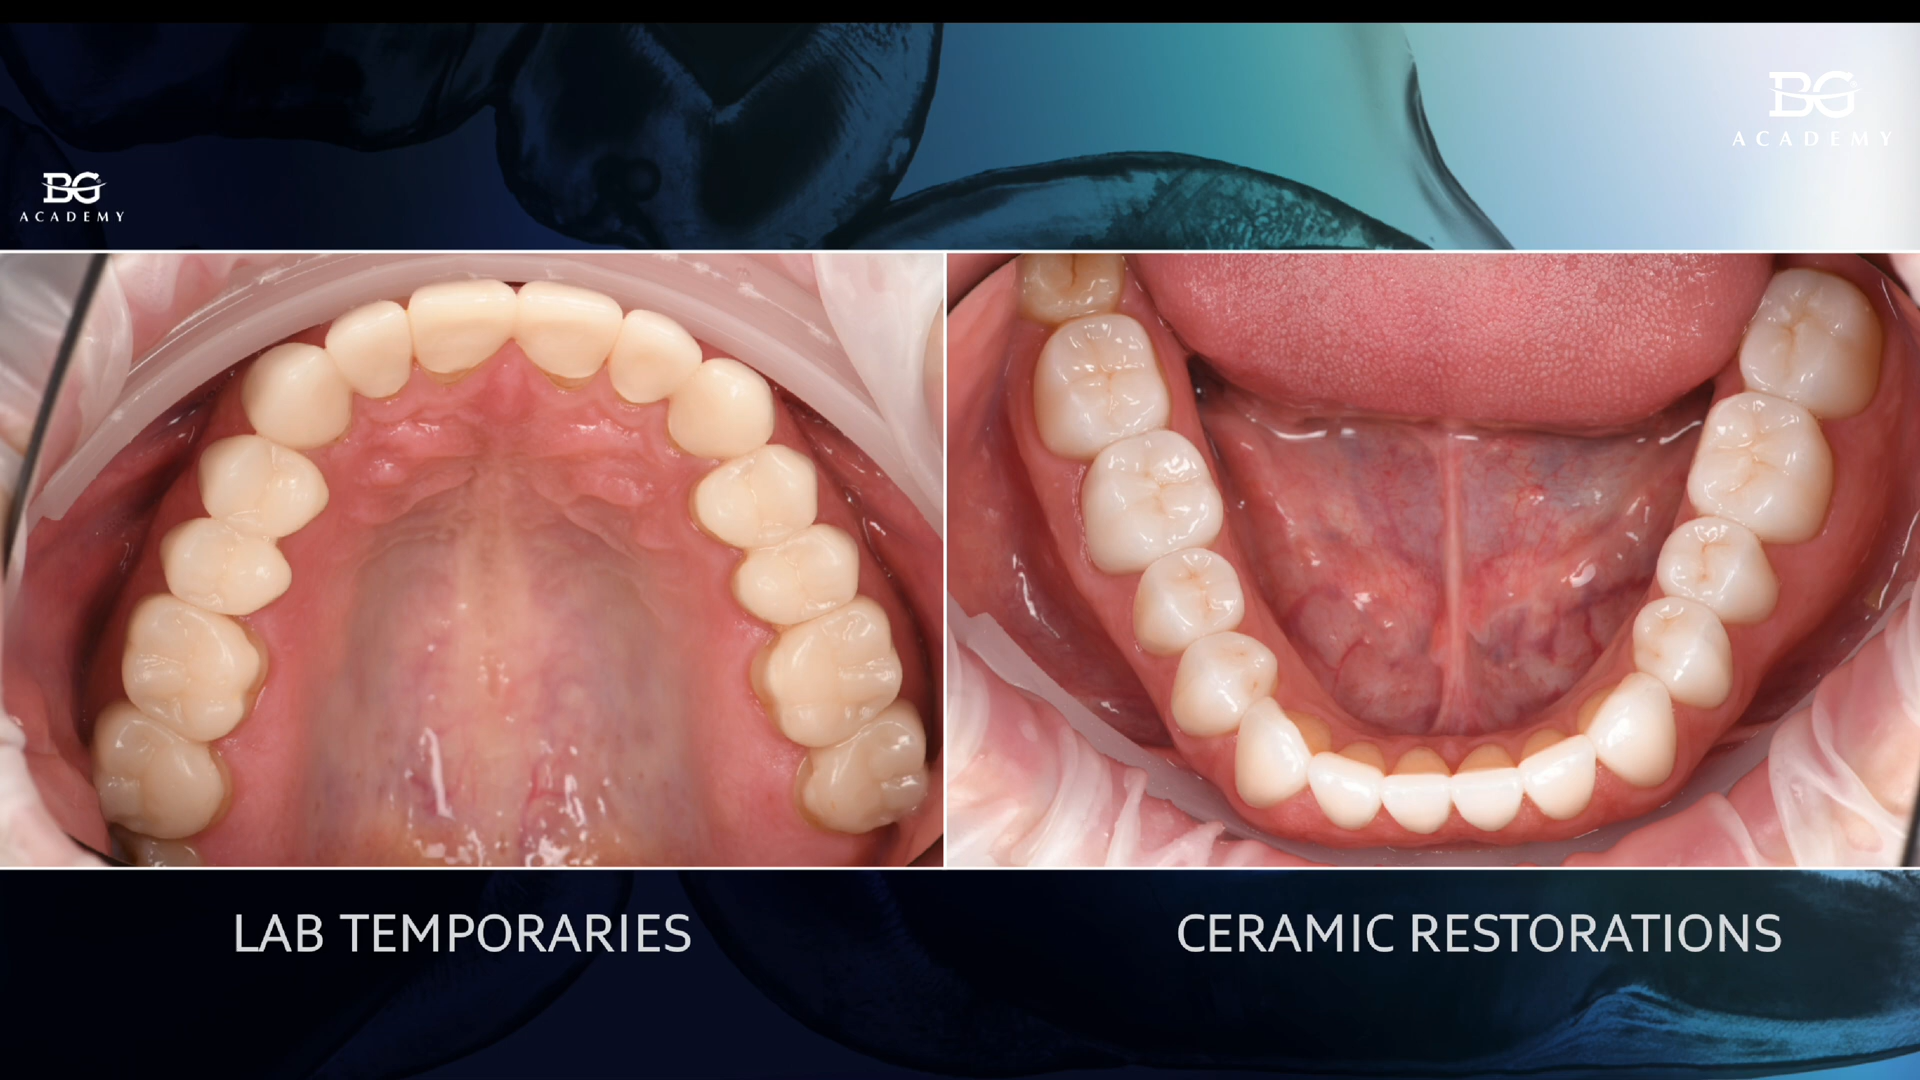 BG
ACADEMY
BG
ACADEMY
LAB TEMPORARIES
CERAMIC RESTORATIONS